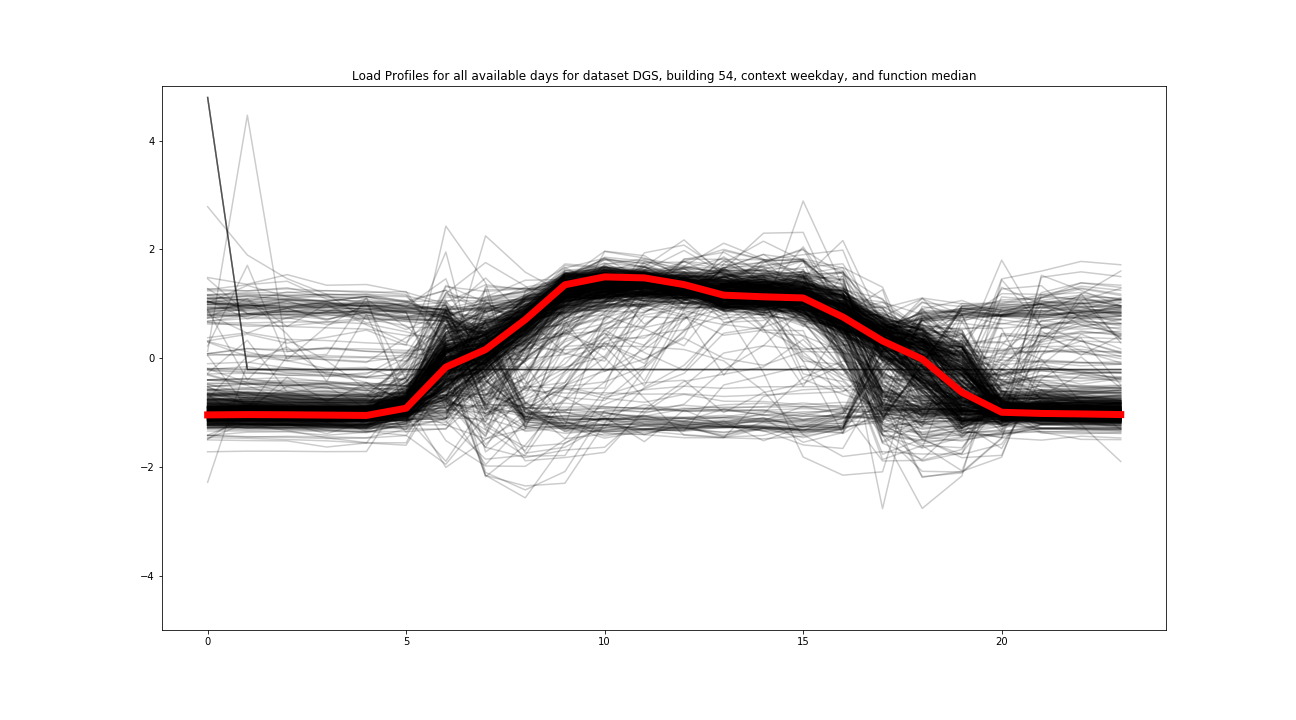 Load Profiles for all available days for dataset DGS, building 54, context weekday, and function median
4
2
0
−2
−4
0 5 10 15 20